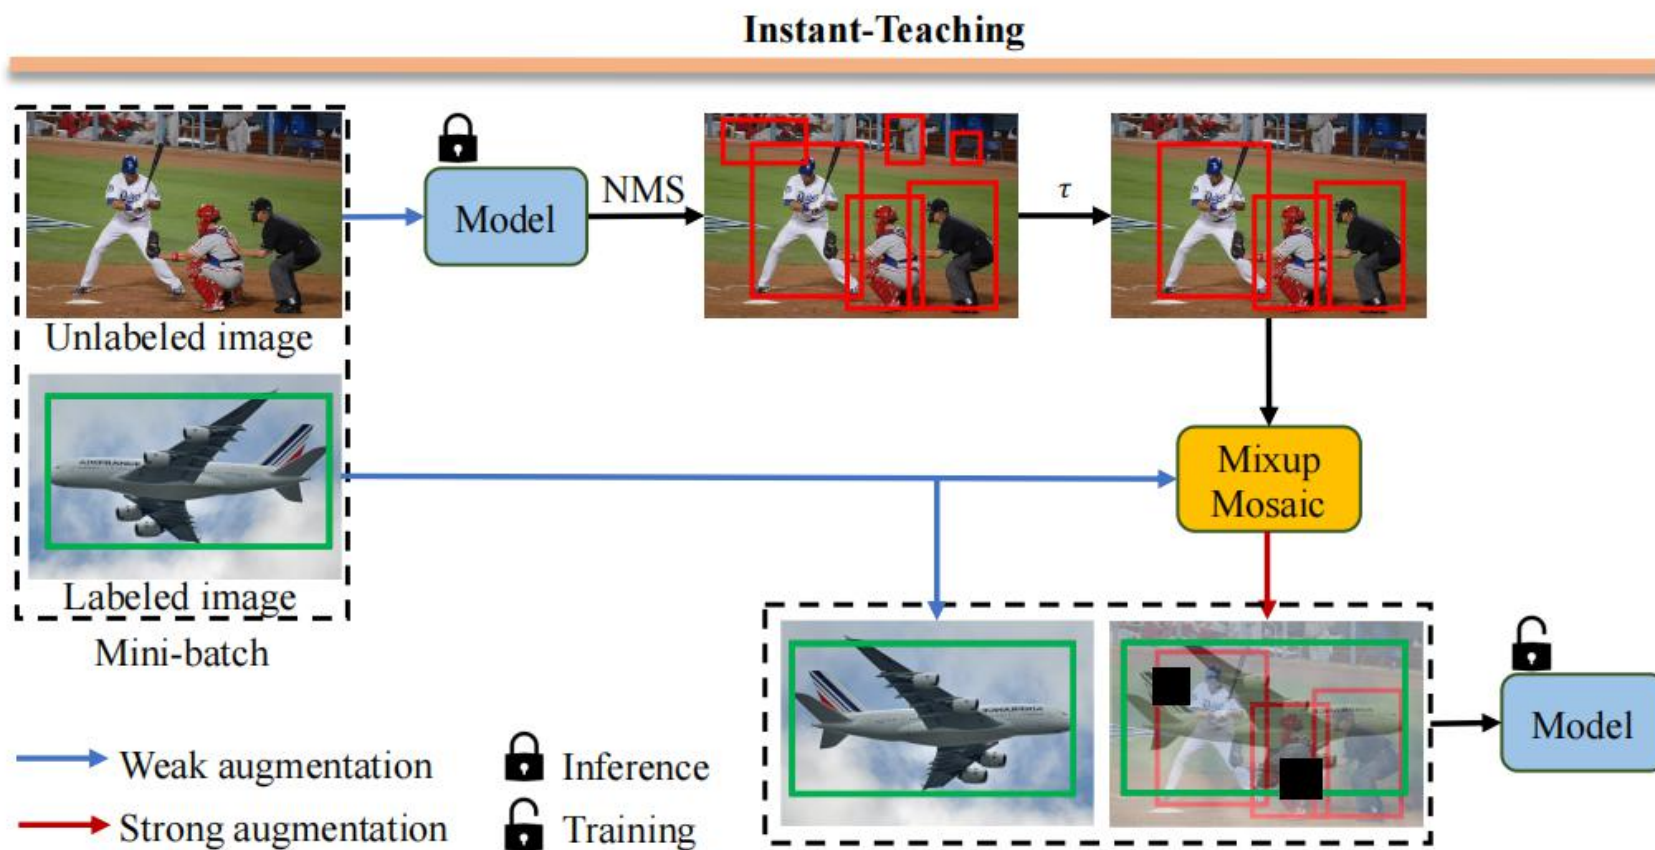 Instant-Teaching
Model
NMS
τ
Unlabeled image
AIRFRANCE
Mixup
Mosaic
Labeled image
Mini-batch
Model
Weak augmentation
Inference
Strong augmentation
Training